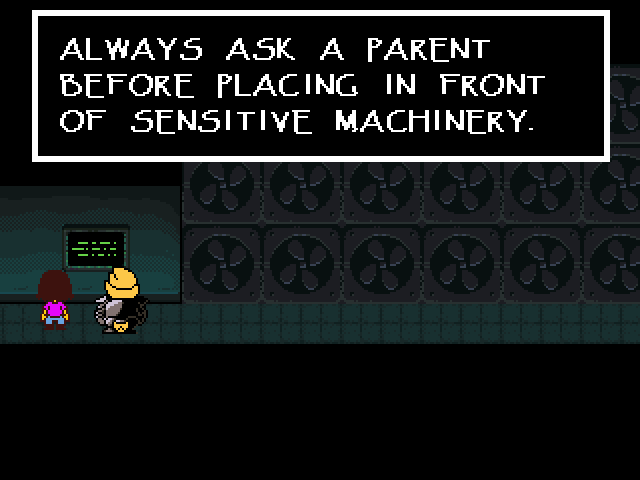 ALWAYS ASK A PARENT
BEFORE PLACING IN FRONT
OF SENSITIVE MACHINERY.